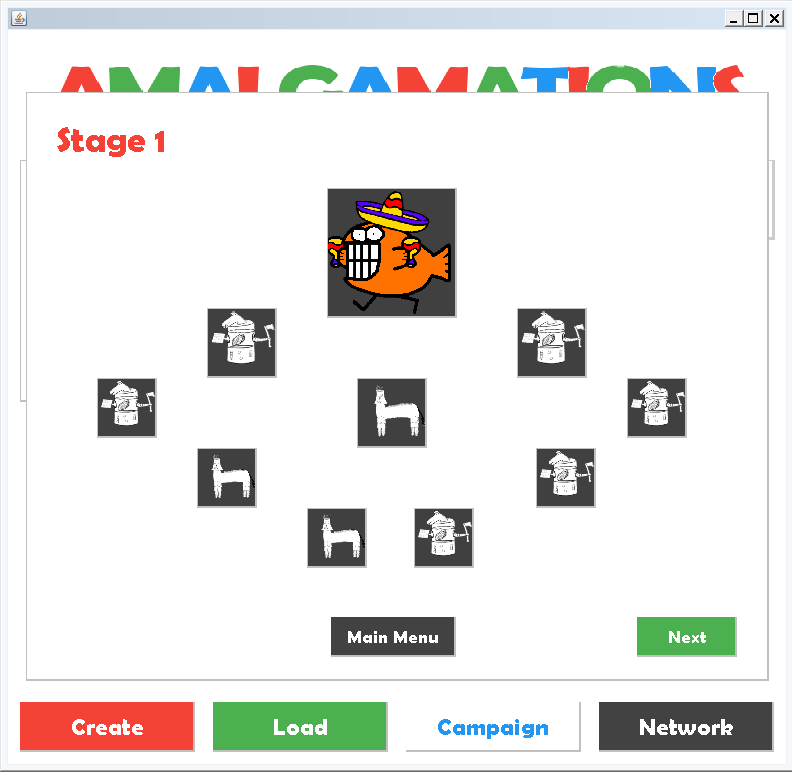 AMALGAMATIONS
Stage 1
Main Menu
Next
Create
Load
Campaign
Network